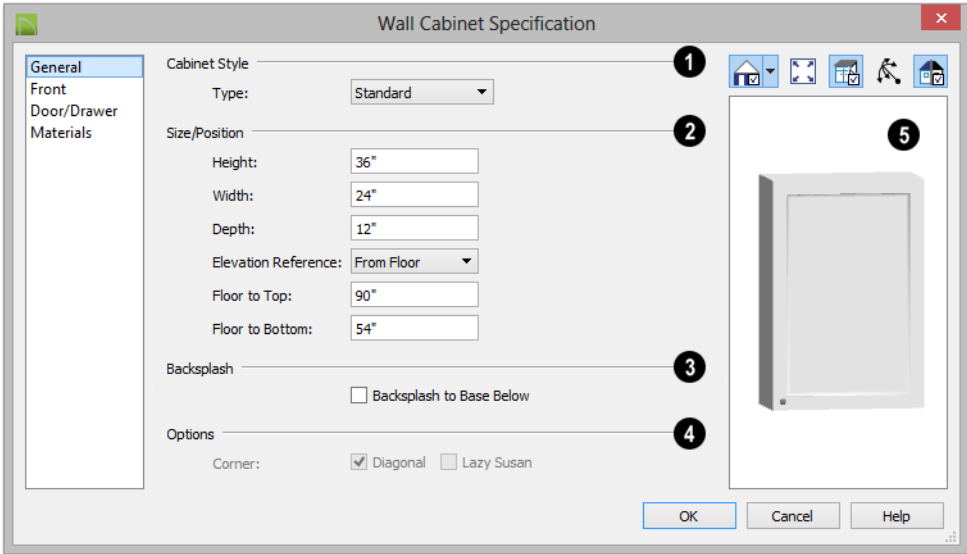 Wall Cabinet Specification
General
Front
Door/Drawer
Materials
Cabinet Style 1
Type: Standard
Size/Position 2
Height: 36"
Width: 24"
Depth: 12"
Elevation Reference: From Floor
Floor to Top: 90"
Floor to Bottom: 54"
Backsplash 3
Backsplash to Base Below
Options 4
Corner: Diagonal Lazy Susan
5
OK Cancel Help